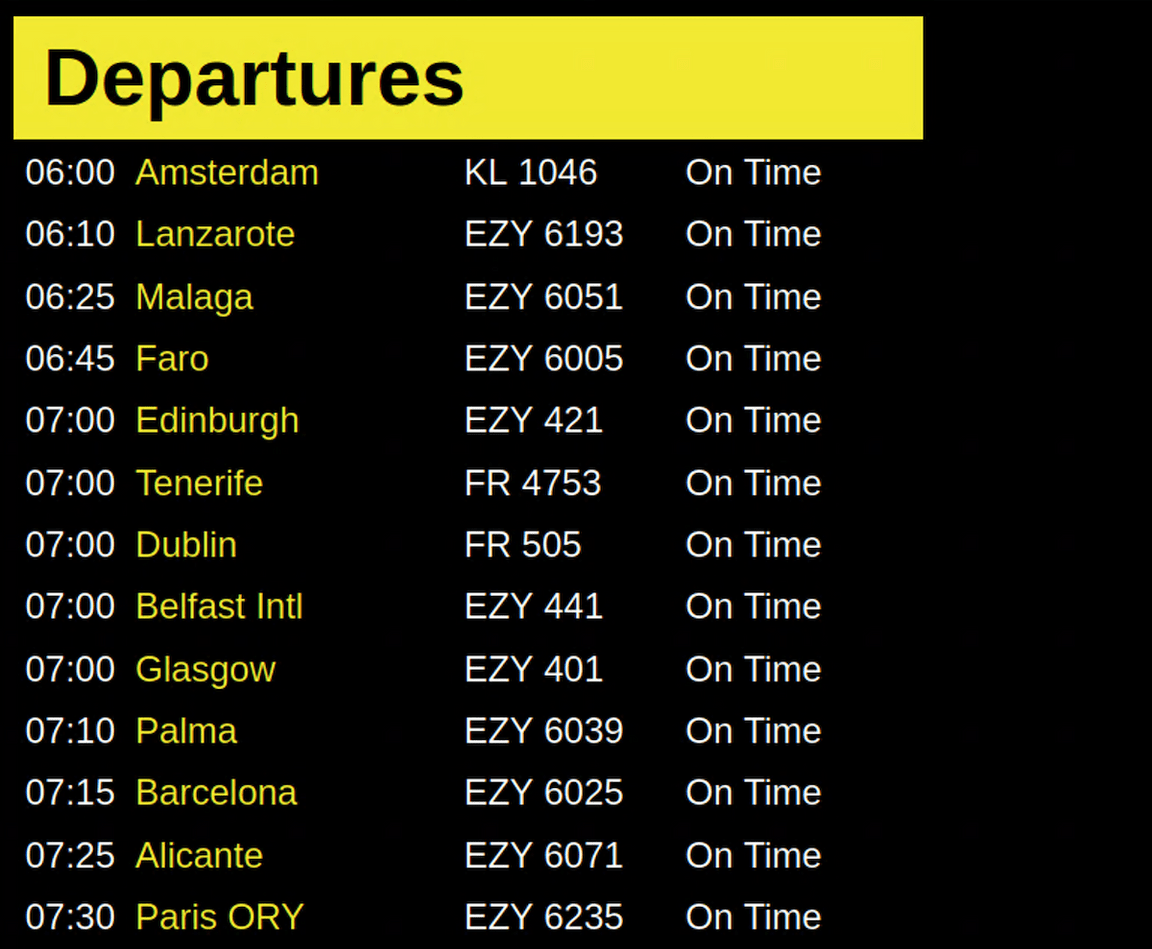 Departures
06:00 Amsterdam KL 1046 On Time
06:10 Lanzarote EZY 6193 On Time
06:25 Malaga EZY 6051 On Time
06:45 Faro EZY 6005 On Time
07:00 Edinburgh EZY 421 On Time
07:00 Tenerife FR 4753 On Time
07:00 Dublin FR 505 On Time
07:00 Belfast Intl EZY 441 On Time
07:00 Glasgow EZY 401 On Time
07:10 Palma EZY 6039 On Time
07:15 Barcelona EZY 6025 On Time
07:25 Alicante EZY 6071 On Time
07:30 Paris ORY EZY 6235 On Time